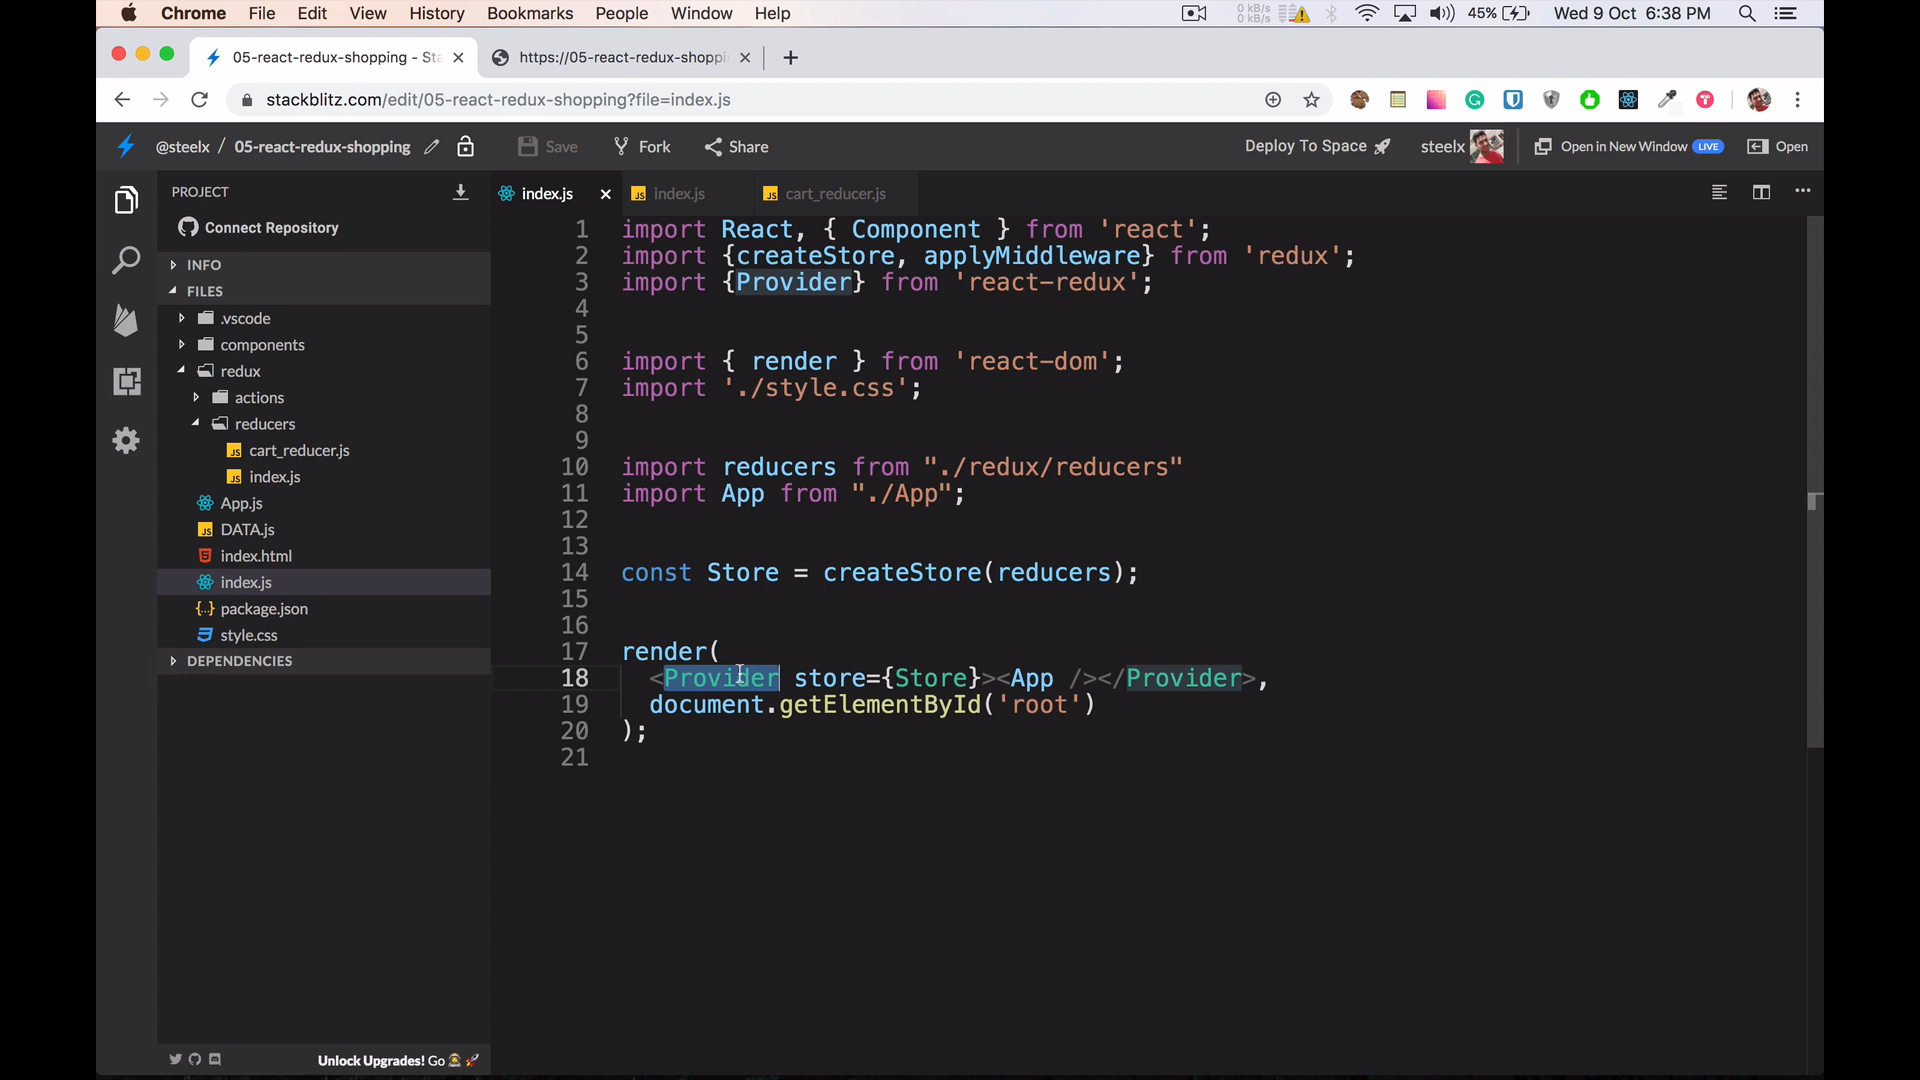 Chrome File Edit View History Bookmarks People Window Help 0 kB/s 0 kB/s 45% Wed 9 Oct 6:38 PM
05-react-redux-shopping - Sta https://05-react-redux-shoppi
stackblitz.com/edit/05-react-redux-shopping?file=index.js
@steelx / 05-react-redux-shopping Save Fork Share Deploy To Space steelx Open in New Window LIVE Open
PROJECT
Connect Repository
INFO
FILES
.vscode
components
redux
actions
reducers
cart_reducer.js
index.js
App.js
DATA.js
index.html
index.js
package.json
style.css
DEPENDENCIES
Unlock Upgrades! Go
index.js index.js cart_reducer.js
1 import React, { Component } from 'react';
2 import {createStore, applyMiddleware} from 'redux';
3 import {Provider} from 'react-redux';
4
5
6 import { render } from 'react-dom';
7 import './style.css';
8
9
10 import reducers from "./redux/reducers"
11 import App from "./App";
12
13
14 const Store = createStore(reducers);
15
16
17 render(
18 <Provider store={Store}><App /></Provider>,
19 document.getElementById('root')
20 );
21